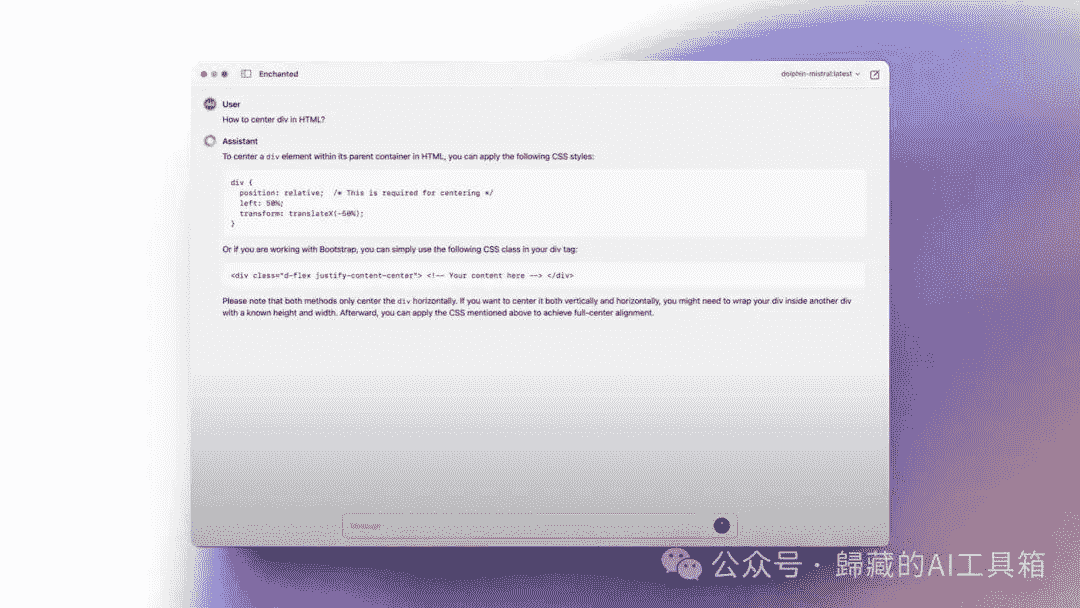 Enchanted
dolphin-mistral:latest
User
How to center div in HTML?
Assistant
To center a div element within its parent container in HTML, you can apply the following CSS styles:
div {
position: relative; /* This is required for centering */
left: 50%;
transform: translateX(-50%);
}
Or if you are working with Bootstrap, you can simply use the following CSS class in your div tag:
<div class="d-flex justify-content-center"> <!-- Your content here --> </div>
Please note that both methods only center the div horizontally. If you want to center it both vertically and horizontally, you might need to wrap your div inside another div
with a known height and width. Afterward, you can apply the CSS mentioned above to achieve full-center alignment.
Message
公众号·歸藏的AI工具箱